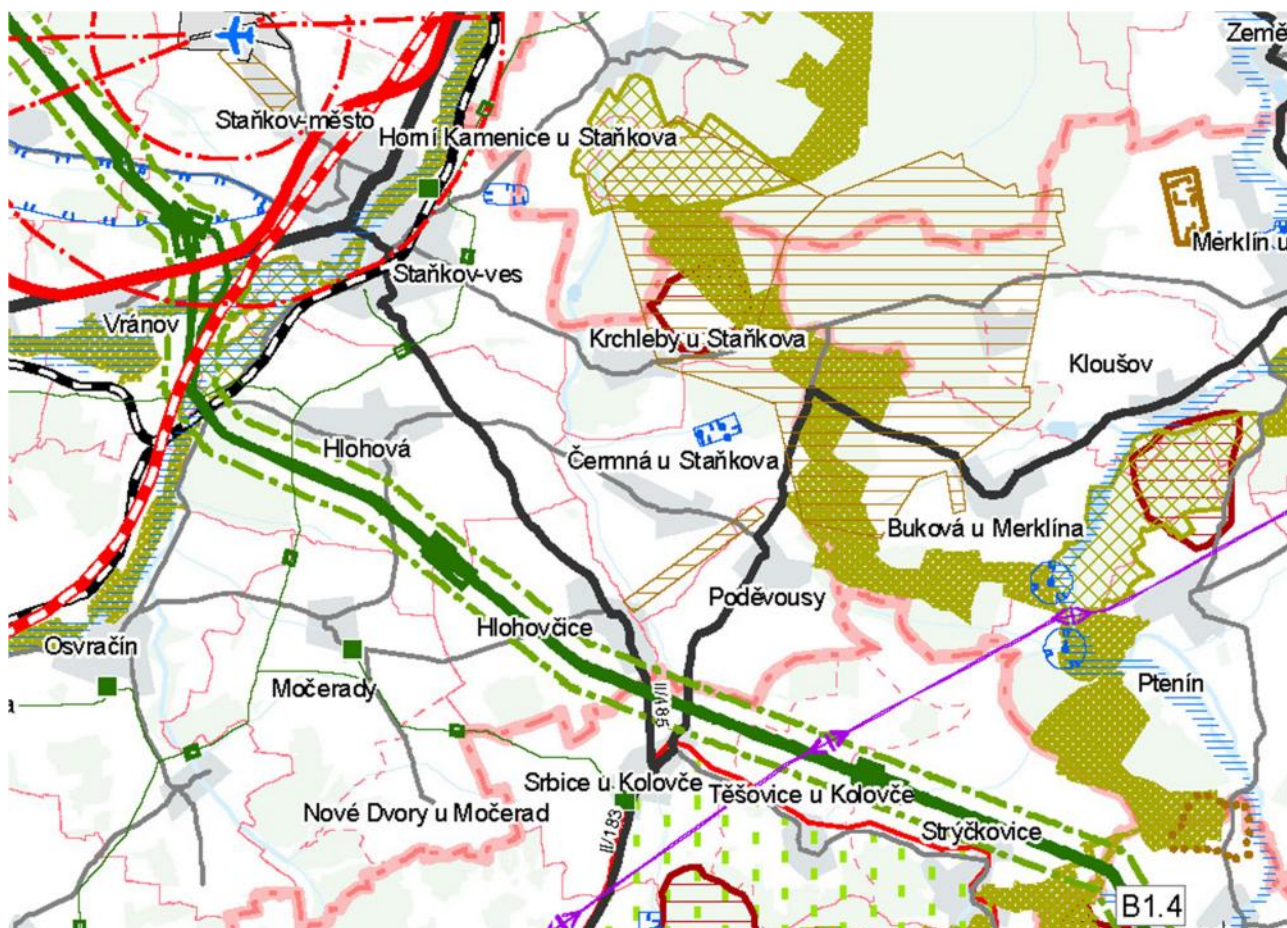 Země
Staňkov-město
Horní Kamenice u Staňkova
Merklín u
Staňkov-ves
Vránov
Krchleby u Staňkova
Kloušov
Hlohová
Čermná u Staňkova
Buková u Merklína
Poděvousy
Hlohovčice
Osvračín
Močerady
Ptenín
a
II/185
Srbice u Kolovče
Těšovice u Kolovče
Nové Dvory u Močerad
Strýčkovice
II/183
B1.4